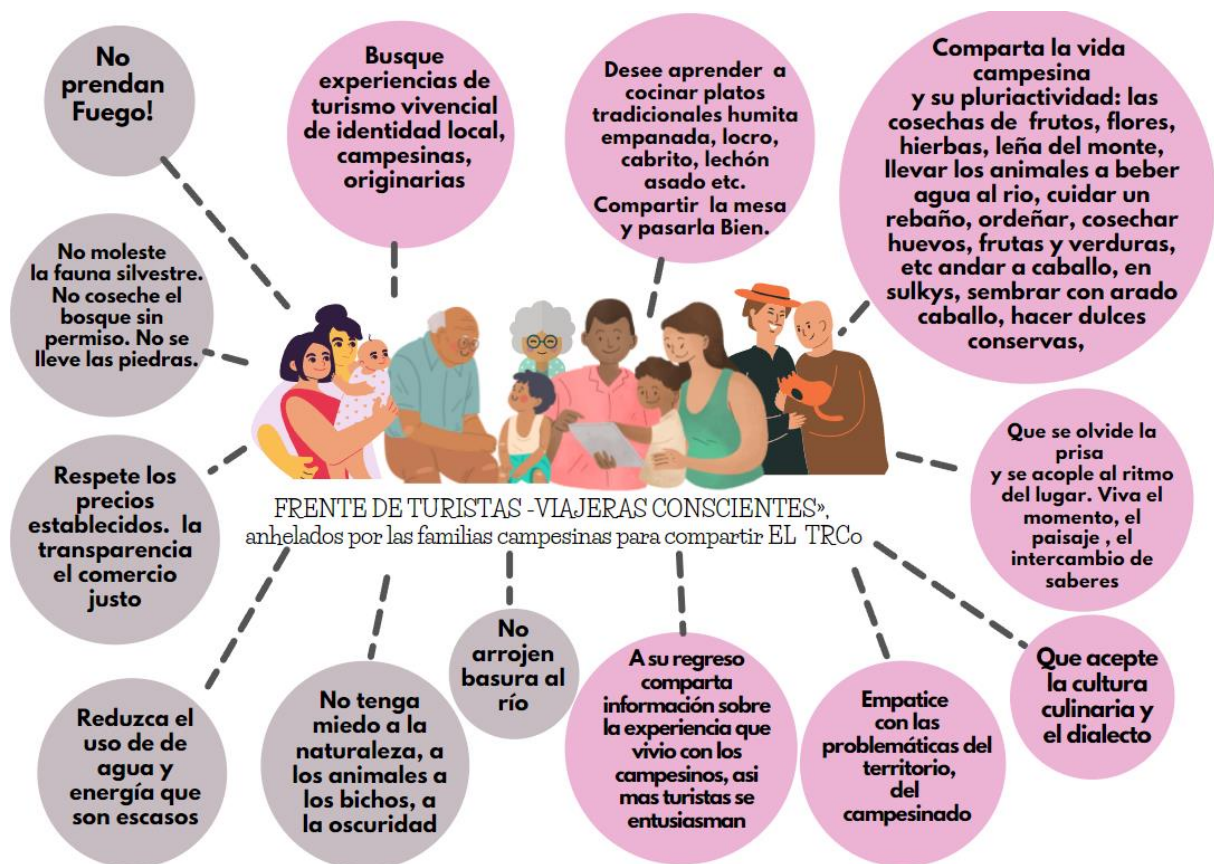 No
prendan
Fuego!
Busque
experiencias de
turismo vivencial
de identidad local,
campesinas,
originarias
Desee aprender a
cocinar platos
tradicionales humita
empanada, locro,
cabrito, lechón
asado etc.
Compartir la mesa
y pasarla Bien.
Comparta la vida
campesina
y su pluriactividad: las
cosechas de frutos, flores,
hierbas, leña del monte,
llevar los animales a beber
agua al rio, cuidar un
rebaño, ordeñar, cosechar
huevos, frutas y verduras,
etc andar a caballo, en
sulkys, sembrar con arado
caballo, hacer dulces
conservas,
No moleste
la fauna silvestre.
No coseche el
bosque sin
permiso. No se
lleve las piedras.
Respete los
precios
establecidos. la
transparencia
el comercio
justo
FRENTE DE TURISTAS -VIAJERAS CONSCIENTES»,
anhelados por las familias campesinas para compartir EL TRCo
Que se olvide la
prisa
y se acople al ritmo
del lugar. Viva el
momento, el
paisaje , el
intercambio de
saberes
Reduzca el
uso de de
agua y
energía que
son escasos
No tenga
miedo a la
naturaleza, a
los animales a
los bichos, a
la oscuridad
No
arrojen
basura al
río
A su regreso
comparta
información sobre
la experiencia que
vivio con los
campesinos, asi
mas turistas se
entusiasman
Empatice
con las
problemáticas del
territorio,
del
campesinado
Que acepte
la cultura
culinaria y
el dialecto